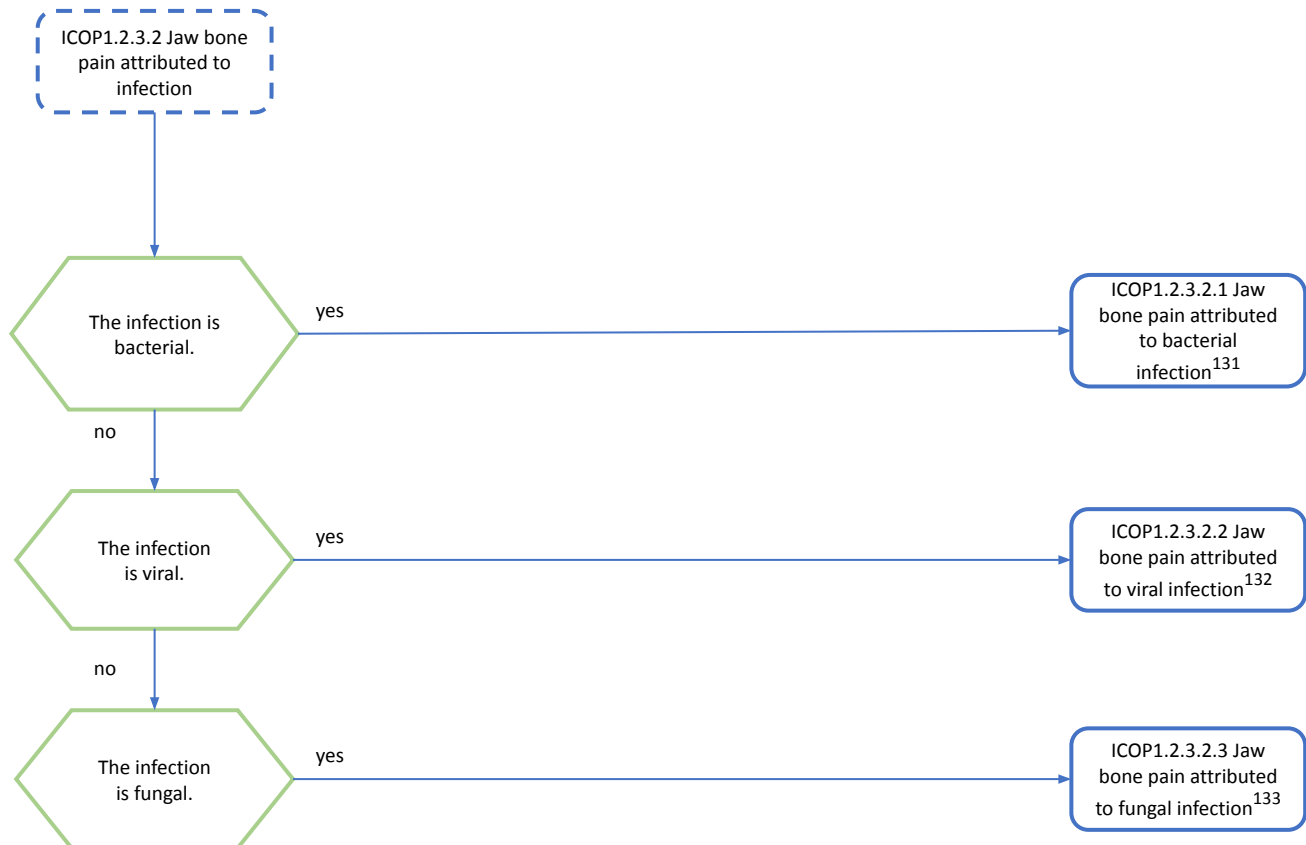 ICOP1.2.3.2 Jaw bone
pain attributed to
infection
The infection is
bacterial.
yes
ICOP1.2.3.2.1 Jaw
bone pain attributed
to bacterial
infection131
no
The infection
is viral.
yes
ICOP1.2.3.2.2 Jaw
bone pain attributed
to viral infection132
no
The infection
is fungal.
yes
ICOP1.2.3.2.3 Jaw
bone pain attributed
to fungal infection133